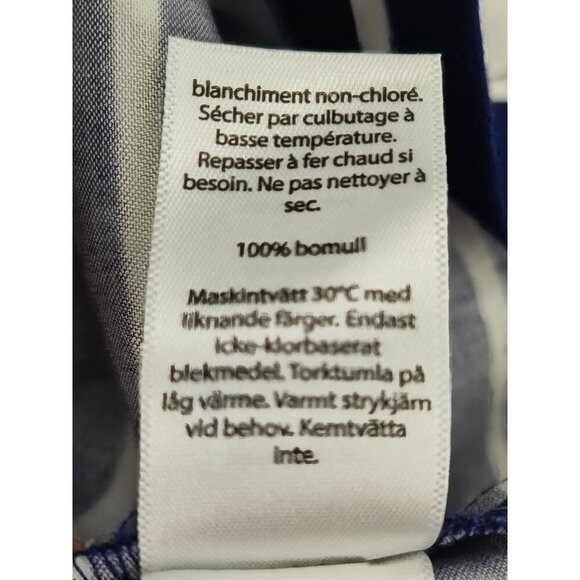 blanchiment non-chloré.
Sécher par culbutage à
basse température.
Repasser à fer chaud si
besoin. Ne pas nettoyer à
sec.
100% bomull
Maskintvätt 30°C med
liknande färger. Endast
icke-klorbaserat
blekmedel. Torktumla på
låg värme. Varmt strykjärn
vid behov. Kemtvätta
inte.